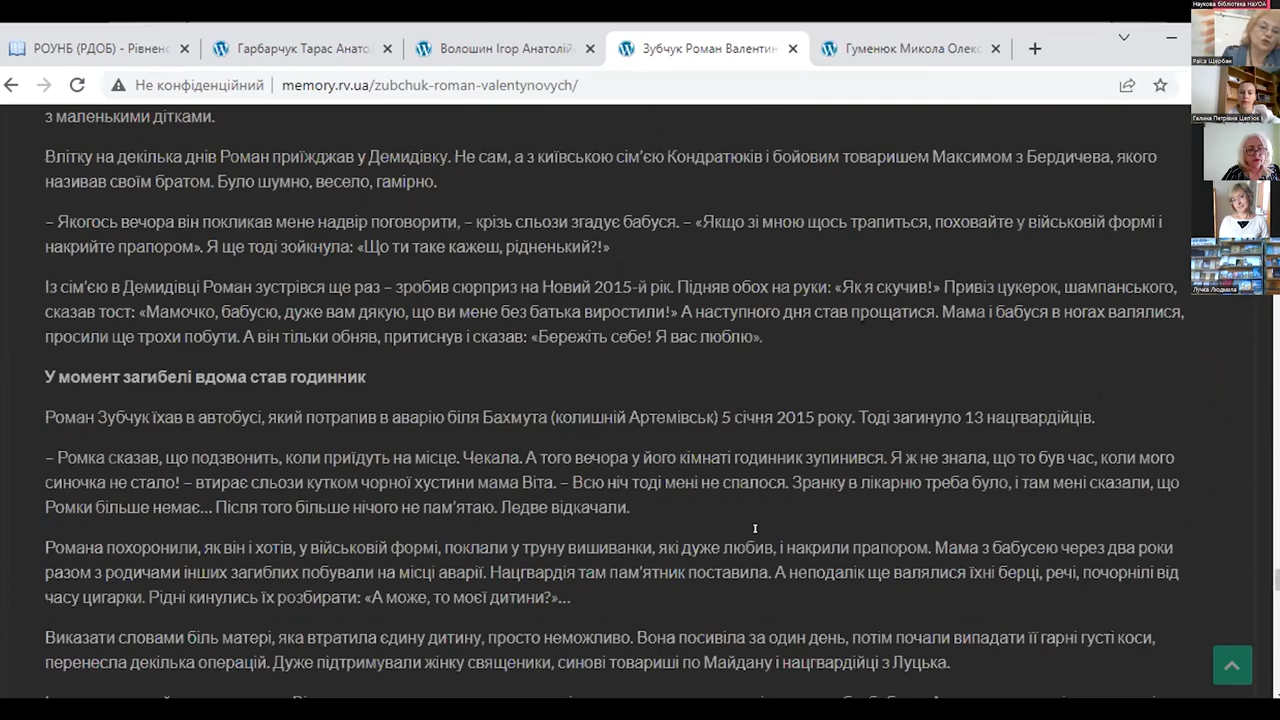 Наукова бібліотека НаУОА
РОУНБ (РДОБ) - Рівненс
Гарбарчук Тарас Анато
Волошин Ігор Анатолій
Зубчук Роман Валентин
Гуменюк Микола Олекс
Раїса Щербан
Не конфіденційний
memory.rv.ua/zubchuk-roman-valentynovych/
з маленькими дітками.
Галина Петрівна Цеп'юк
Влітку на декілька днів Роман приїжджав у Демидівку. Не сам, а з київською сім’єю Кондратюків і бойовим товаришем Максимом з Бердичева, якого
називав своїм братом. Було шумно, весело, гамірно.
– Якогось вечора він покликав мене надвір поговорити, – крізь сльози згадує бабуся. – «Якщо зі мною щось трапиться, поховайте у військовій формі і
накрийте прапором». Я ще тоді зойкнула: «Що ти таке кажеш, рідненький?!»
Лучка Людмила
Із сім’єю в Демидівці Роман зустрівся ще раз – зробив сюрприз на Новий 2015-й рік. Підняв обох на руки: «Як я скучив!» Привіз цукерок, шампанського,
сказав тост: «Мамочко, бабусю, дуже вам дякую, що ви мене без батька виростили!» А наступного дня став прощатися. Мама і бабуся в ногах валялися,
просили ще трохи побути. А він тільки обняв, притиснув і сказав: «Бережіть себе! Я вас люблю».
У момент загибелі вдома став годинник
Роман Зубчук їхав в автобусі, який потрапив в аварію біля Бахмута (колишній Артемівськ) 5 січня 2015 року. Тоді загинуло 13 нацгвардійців.
– Ромка сказав, що подзвонить, коли приїдуть на місце. Чекала. А того вечора у його кімнаті годинник зупинився. Я ж не знала, що то був час, коли мого
синочка не стало! – втирає сльози кутком чорної хустини мама Віта. – Всю ніч тоді мені не спалося. Зранку в лікарню треба було, і там мені сказали, що
Ромки більше немає… Після того більше нічого не пам’ятаю. Ледве відкачали.
Романа похоронили, як він і хотів, у військовій формі, поклали у труну вишиванки, які дуже любив, і накрили прапором. Мама з бабусею через два роки
разом з родичами інших загиблих побували на місці аварії. Нацгвардія там пам’ятник поставила. А неподалік ще валялися їхні берці, речі, почорнілі від
часу цигарки. Рідні кинулись їх розбирати: «А може, то моєї дитини?»…
Виказати словами біль матері, яка втратила єдину дитину, просто неможливо. Вона посивіла за один день, потім почали випадати її гарні густі коси,
перенесла декілька операцій. Дуже підтримували жінку священики, синові товариші по Майдану і нацгвардійці з Луцька.